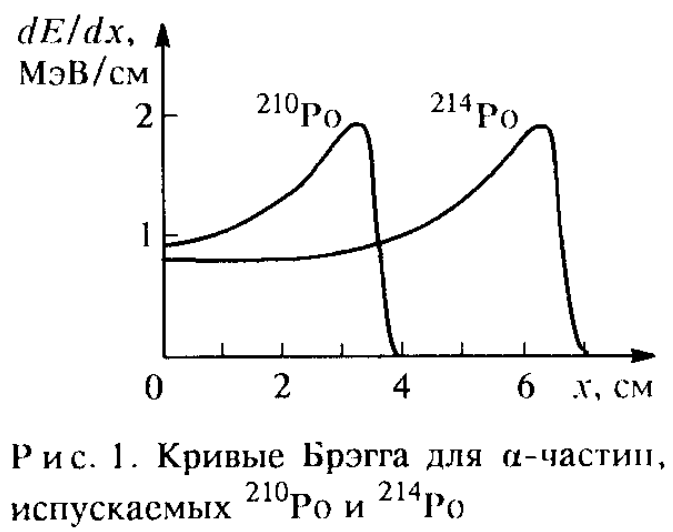 dE/dx,
МэВ/см
²¹⁰Po
²¹⁴Po
2
1
0
2
4
6
x, см
Рис. 1. Кривые Брэгга для α-частиц,
испускаемых ²¹⁰Po и ²¹⁴Po